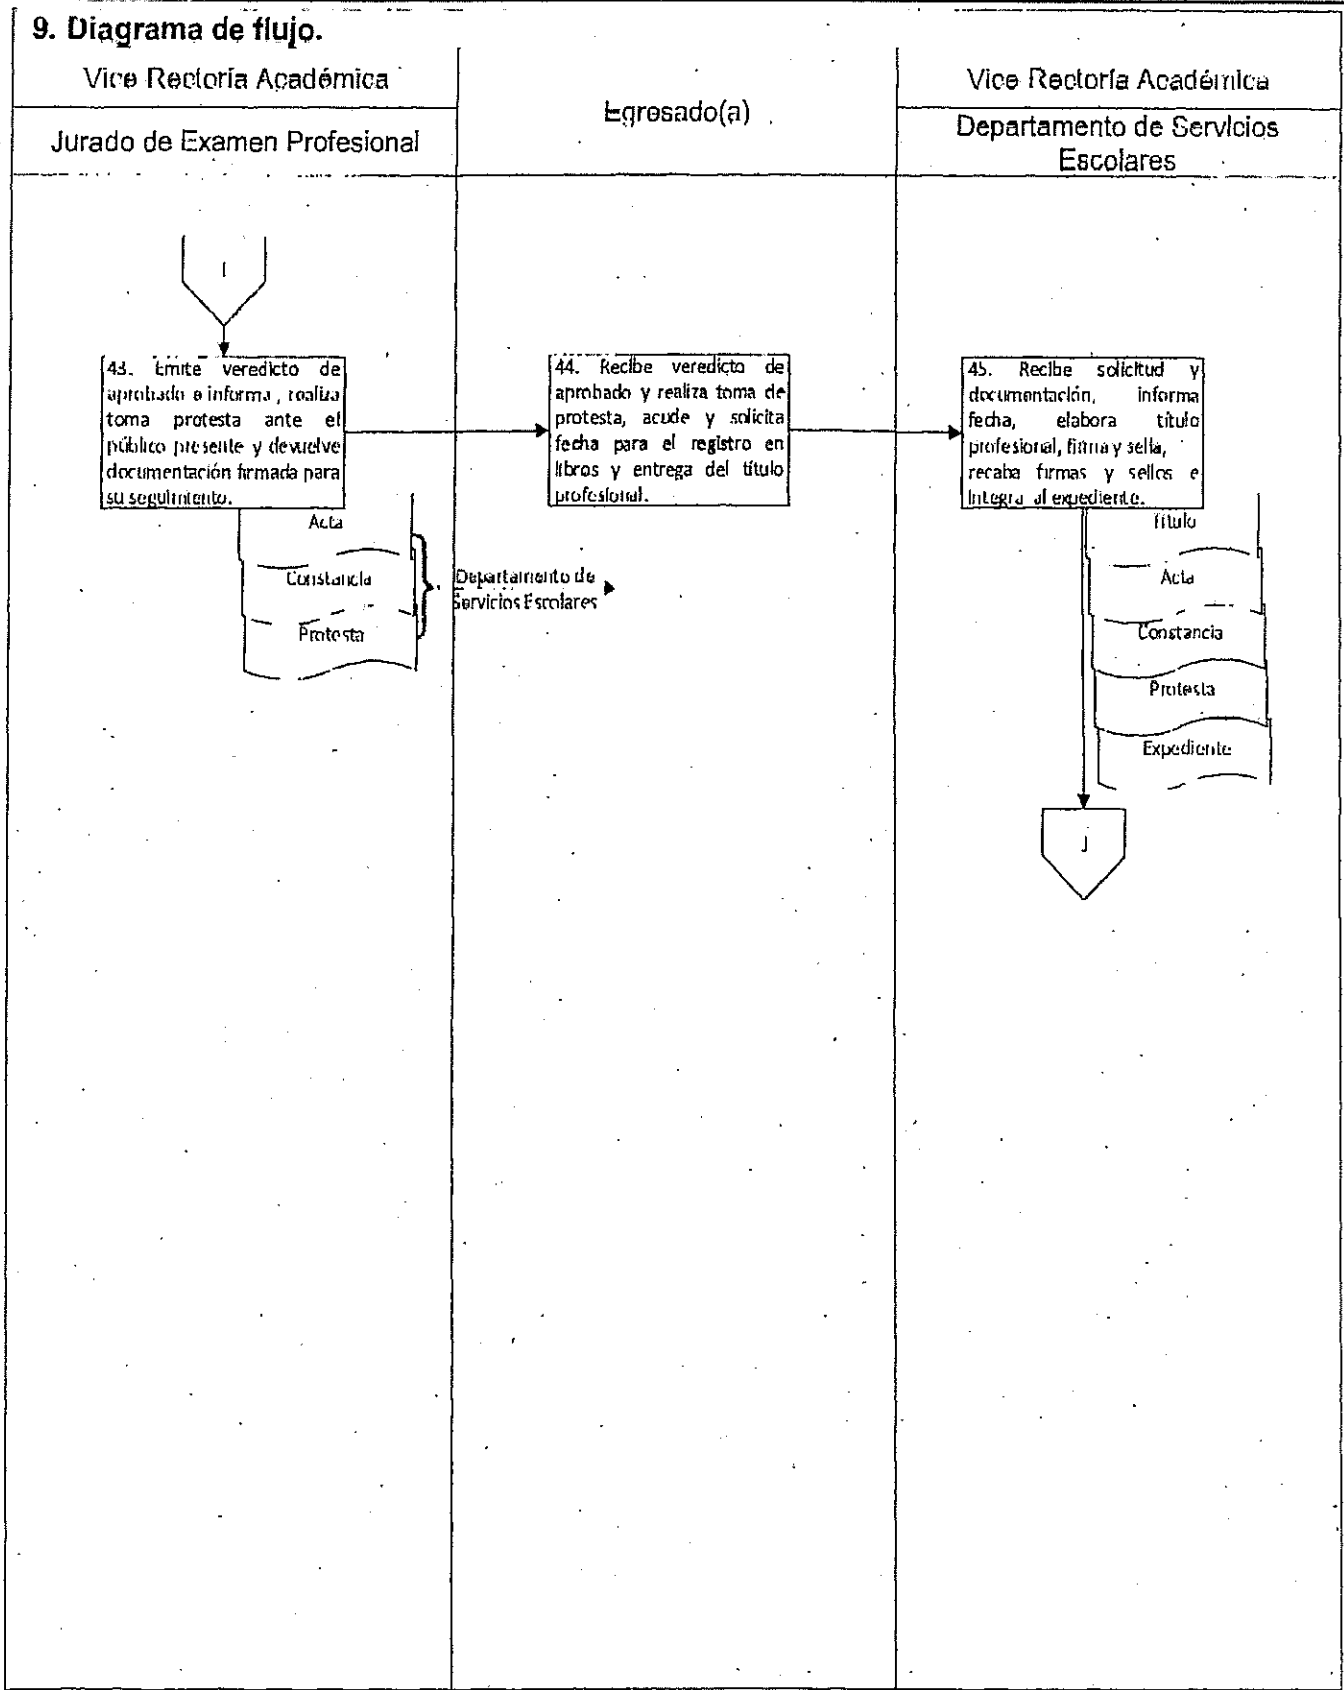 9. Diagrama de flujo.
Vice Rectoría Académica
Jurado de Examen Profesional
Egresado(a)
Vice Rectoría Académica
Departamento de Servicios
Escolares
I
43. Emite veredicto de
aprobado e informa , realiza
toma protesta ante el
público presente y devuelve
documentación firmada para
su seguimiento.
Acta
Constancia
Protesta
Departamento de
Servicios Escolares
44. Recibe veredicto de
aprobado y realiza toma de
protesta, acude y solicita
fecha para el registro en
libros y entrega del título
profesional.
45. Recibe solicitud y
documentación, informa
fecha, elabora título
profesional, firma y sella,
recaba firmas y sellos e
integra al expediente.
Título
Acta
Constancia
Protesta
Expediente
J